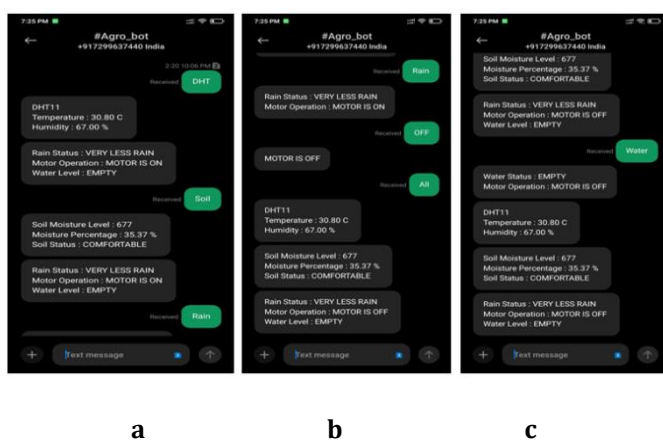 7:25 PM
#Agro_bot
+917299637440 India
2:20 10:06 PM
Received
DHT
DHT11
Temperature : 30.80 C
Humidity : 67.00 %
Rain Status : VERY LESS RAIN
Motor Operation : MOTOR IS ON
Water Level : EMPTY
Received
Soil
Soil Moisture Level : 677
Moisture Percentage : 35.37 %
Soil Status : COMFORTABLE
Rain Status : VERY LESS RAIN
Motor Operation : MOTOR IS ON
Water Level : EMPTY
Received
Rain
Text message
7:25 PM
#Agro_bot
+917299637440 India
Received
Rain
Rain Status : VERY LESS RAIN
Motor Operation : MOTOR IS ON
Received
OFF
MOTOR IS OFF
Received
All
DHT11
Temperature : 30.80 C
Humidity : 67.00 %
Soil Moisture Level : 677
Moisture Percentage : 35.37 %
Soil Status : COMFORTABLE
Rain Status : VERY LESS RAIN
Motor Operation : MOTOR IS OFF
Water Level : EMPTY
Text message
7:25 PM
#Agro_bot
+917299637440 India
Soil Moisture Level : 677
Moisture Percentage : 35.37 %
Soil Status : COMFORTABLE
Rain Status : VERY LESS RAIN
Motor Operation : MOTOR IS OFF
Water Level : EMPTY
Received
Water
Water Status : EMPTY
Motor Operation : MOTOR IS OFF
DHT11
Temperature : 30.80 C
Humidity : 67.00 %
Soil Moisture Level : 677
Moisture Percentage : 35.37 %
Soil Status : COMFORTABLE
Rain Status : VERY LESS RAIN
Motor Operation : MOTOR IS OFF
Water Level : EMPTY
Text message
a
b
c